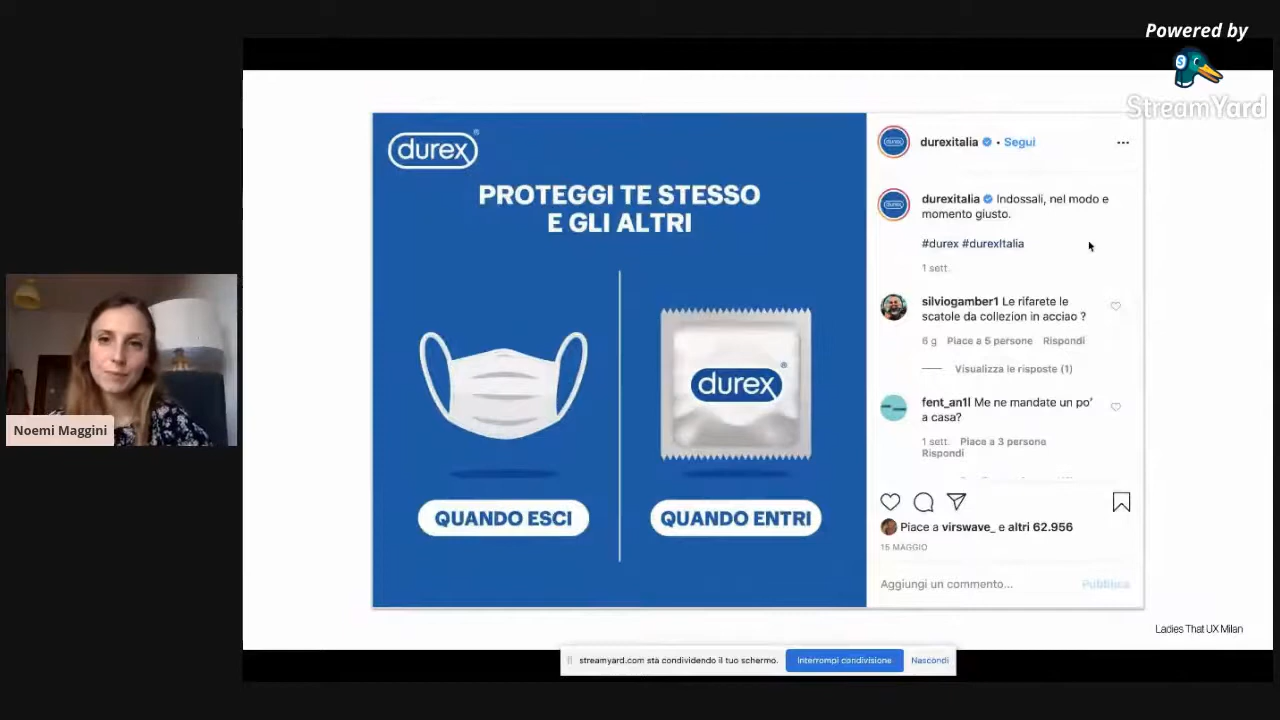 Powered by
StreamYard
durex
PROTEGGI TE STESSO
E GLI ALTRI
durex
QUANDO ESCI
QUANDO ENTRI
durexitalia • Segui
durexitalia Indossali, nel modo e
momento giusto.
#durex #durexItalia
1 sett.
silviogamber1 Le rifarete le
scatole da collezion in acciao ?
6 g Piace a 5 persone Rispondi
Visualizza le risposte (1)
fent_an1l Me ne mandate un po'
a casa?
1 sett. Piace a 3 persone
Rispondi
Piace a virswave_ e altri 62.956
15 MAGGIO
Aggiungi un commento...
Pubblica
Noemi Maggini
Ladies That UX Milan
streamyard.com sta condividendo il tuo schermo.
Interrompi condivisione
Nascondi